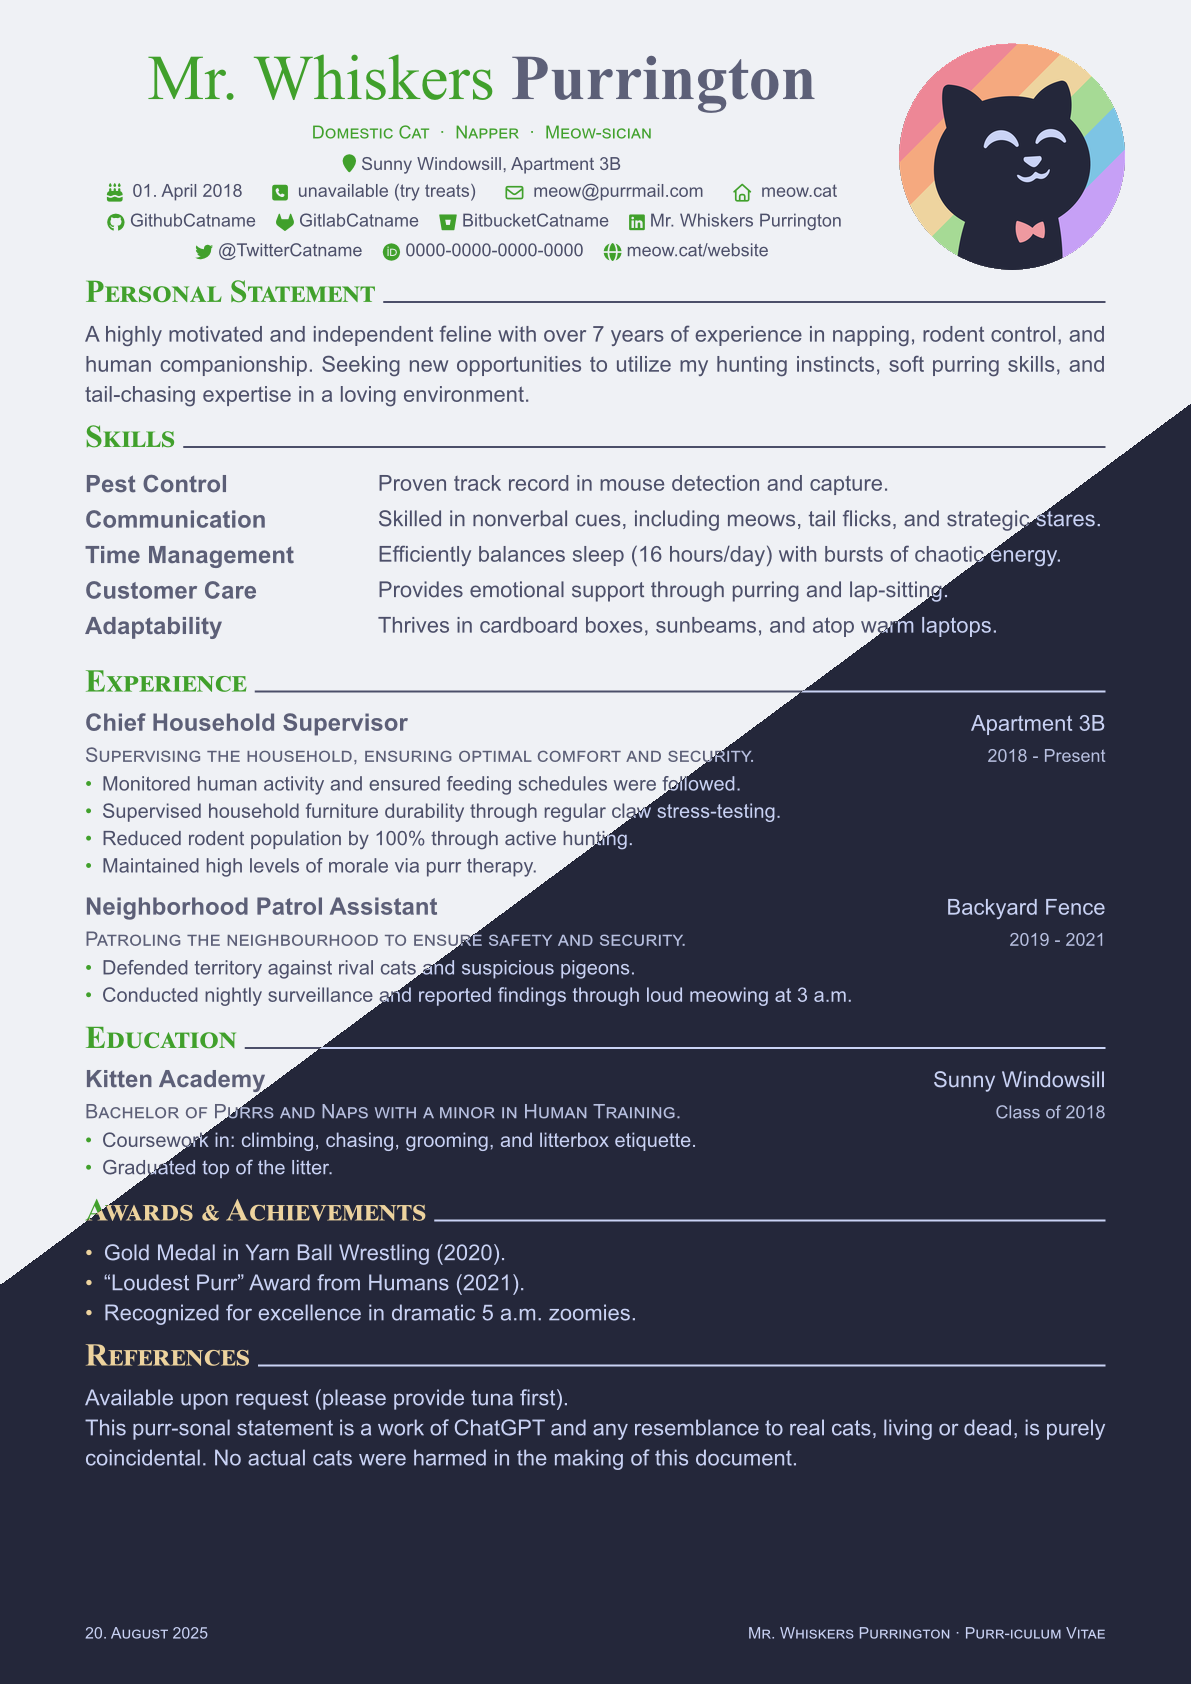 Mr. Whiskers Purrington
Domestic Cat · Napper · Meow-sician
Sunny Windowsill, Apartment 3B
01. April 2018 unavailable (try treats) meow@purrmail.com meow.cat
GithubCatname GitlabCatname BitbucketCatname Mr. Whiskers Purrington
@TwitterCatname 0000-0000-0000-0000 meow.cat/website
Personal Statement
A highly motivated and independent feline with over 7 years of experience in napping, rodent control, and
human companionship. Seeking new opportunities to utilize my hunting instincts, soft purring skills, and
tail-chasing expertise in a loving environment.
Skills
Pest Control Proven track record in mouse detection and capture.
Communication Skilled in nonverbal cues, including meows, tail flicks, and strategic stares.
Time Management Efficiently balances sleep (16 hours/day) with bursts of chaotic energy.
Customer Care Provides emotional support through purring and lap-sitting.
Adaptability Thrives in cardboard boxes, sunbeams, and atop warm laptops.
Experience
Chief Household Supervisor Apartment 3B
Supervising the household, ensuring optimal comfort and security. 2018 - Present
• Monitored human activity and ensured feeding schedules were followed.
• Supervised household furniture durability through regular claw stress-testing.
• Reduced rodent population by 100% through active hunting.
• Maintained high levels of morale via purr therapy.
Neighborhood Patrol Assistant Backyard Fence
Patroling the neighbourhood to ensure safety and security. 2019 - 2021
• Defended territory against rival cats and suspicious pigeons.
• Conducted nightly surveillance and reported findings through loud meowing at 3 a.m.
Education
Kitten Academy Sunny Windowsill
Bachelor of Purrs and Naps with a minor in Human Training. Class of 2018
• Coursework in: climbing, chasing, grooming, and litterbox etiquette.
• Graduated top of the litter.
Awards & Achievements
• Gold Medal in Yarn Ball Wrestling (2020).
• “Loudest Purr” Award from Humans (2021).
• Recognized for excellence in dramatic 5 a.m. zoomies.
References
Available upon request (please provide tuna first).
This purr-sonal statement is a work of ChatGPT and any resemblance to real cats, living or dead, is purely
coincidental. No actual cats were harmed in the making of this document.
20. August 2025 Mr. Whiskers Purrington · Purr-iculum Vitae